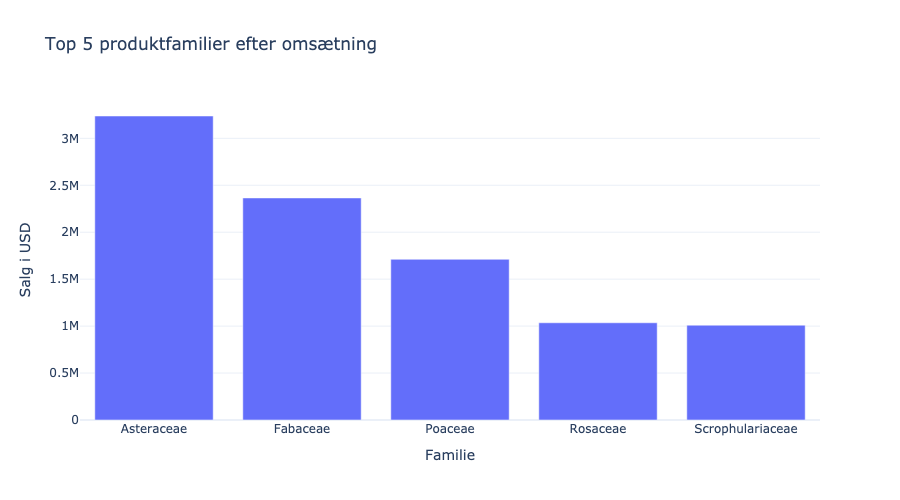 Top 5 produktfamilier efter omsætning
Salg i USD
3M
2.5M
2M
1.5M
1M
0.5M
0
Asteraceae
Fabaceae
Poaceae
Rosaceae
Scrophulariaceae
Familie